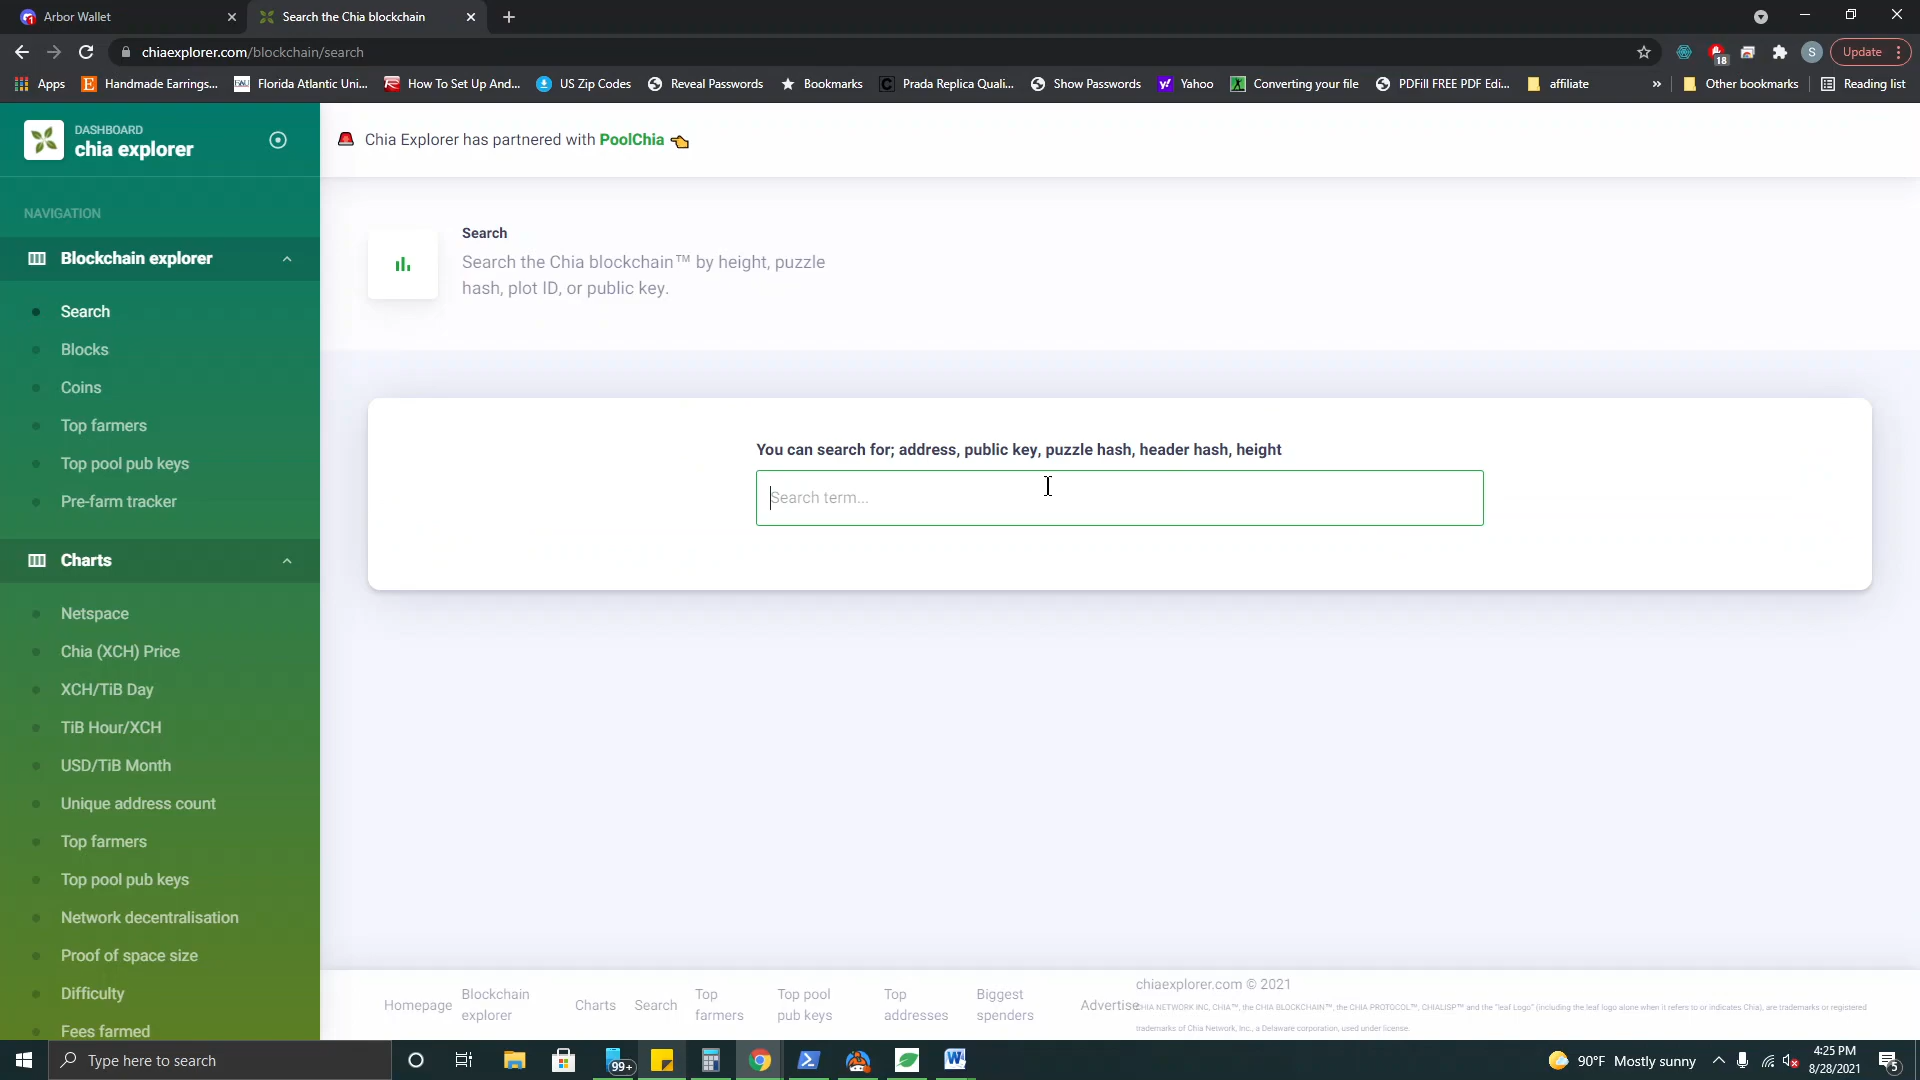 Arbor Wallet
Search the Chia blockchain
chiaexplorer.com/blockchain/search
18
S
Update
Apps
Handmade Earrings...
Florida Atlantic Uni...
How To Set Up And...
US Zip Codes
Reveal Passwords
Bookmarks
Prada Replica Quali...
Show Passwords
Yahoo
Converting your file
PDFill FREE PDF Edi...
affiliate
»
Other bookmarks
Reading list
DASHBOARD
chia explorer
Chia Explorer has partnered with PoolChia
NAVIGATION
Blockchain explorer
Search
Blocks
Coins
Top farmers
Top pool pub keys
Pre-farm tracker
Charts
Netspace
Chia (XCH) Price
XCH/TiB Day
TiB Hour/XCH
USD/TiB Month
Unique address count
Top farmers
Top pool pub keys
Network decentralisation
Proof of space size
Difficulty
Fees farmed
Search
Search the Chia blockchain™ by height, puzzle
hash, plot ID, or public key.
You can search for; address, public key, puzzle hash, header hash, height
Search term...
Homepage
Blockchain
explorer
Charts
Search
Top
farmers
Top pool
pub keys
Top
addresses
Biggest
spenders
Advertise
chiaexplorer.com © 2021
CHIA NETWORK INC, CHIA™, the CHIA BLOCKCHAIN™, the CHIA PROTOCOL™, CHIALISP™ and the "leaf Logo" (including the leaf logo alone when it refers to or indicates Chia), are trademarks or registered
trademarks of Chia Network, Inc., a Delaware corporation, used under license.
Type here to search
99+
90°F Mostly sunny
4:25 PM
8/28/2021
5